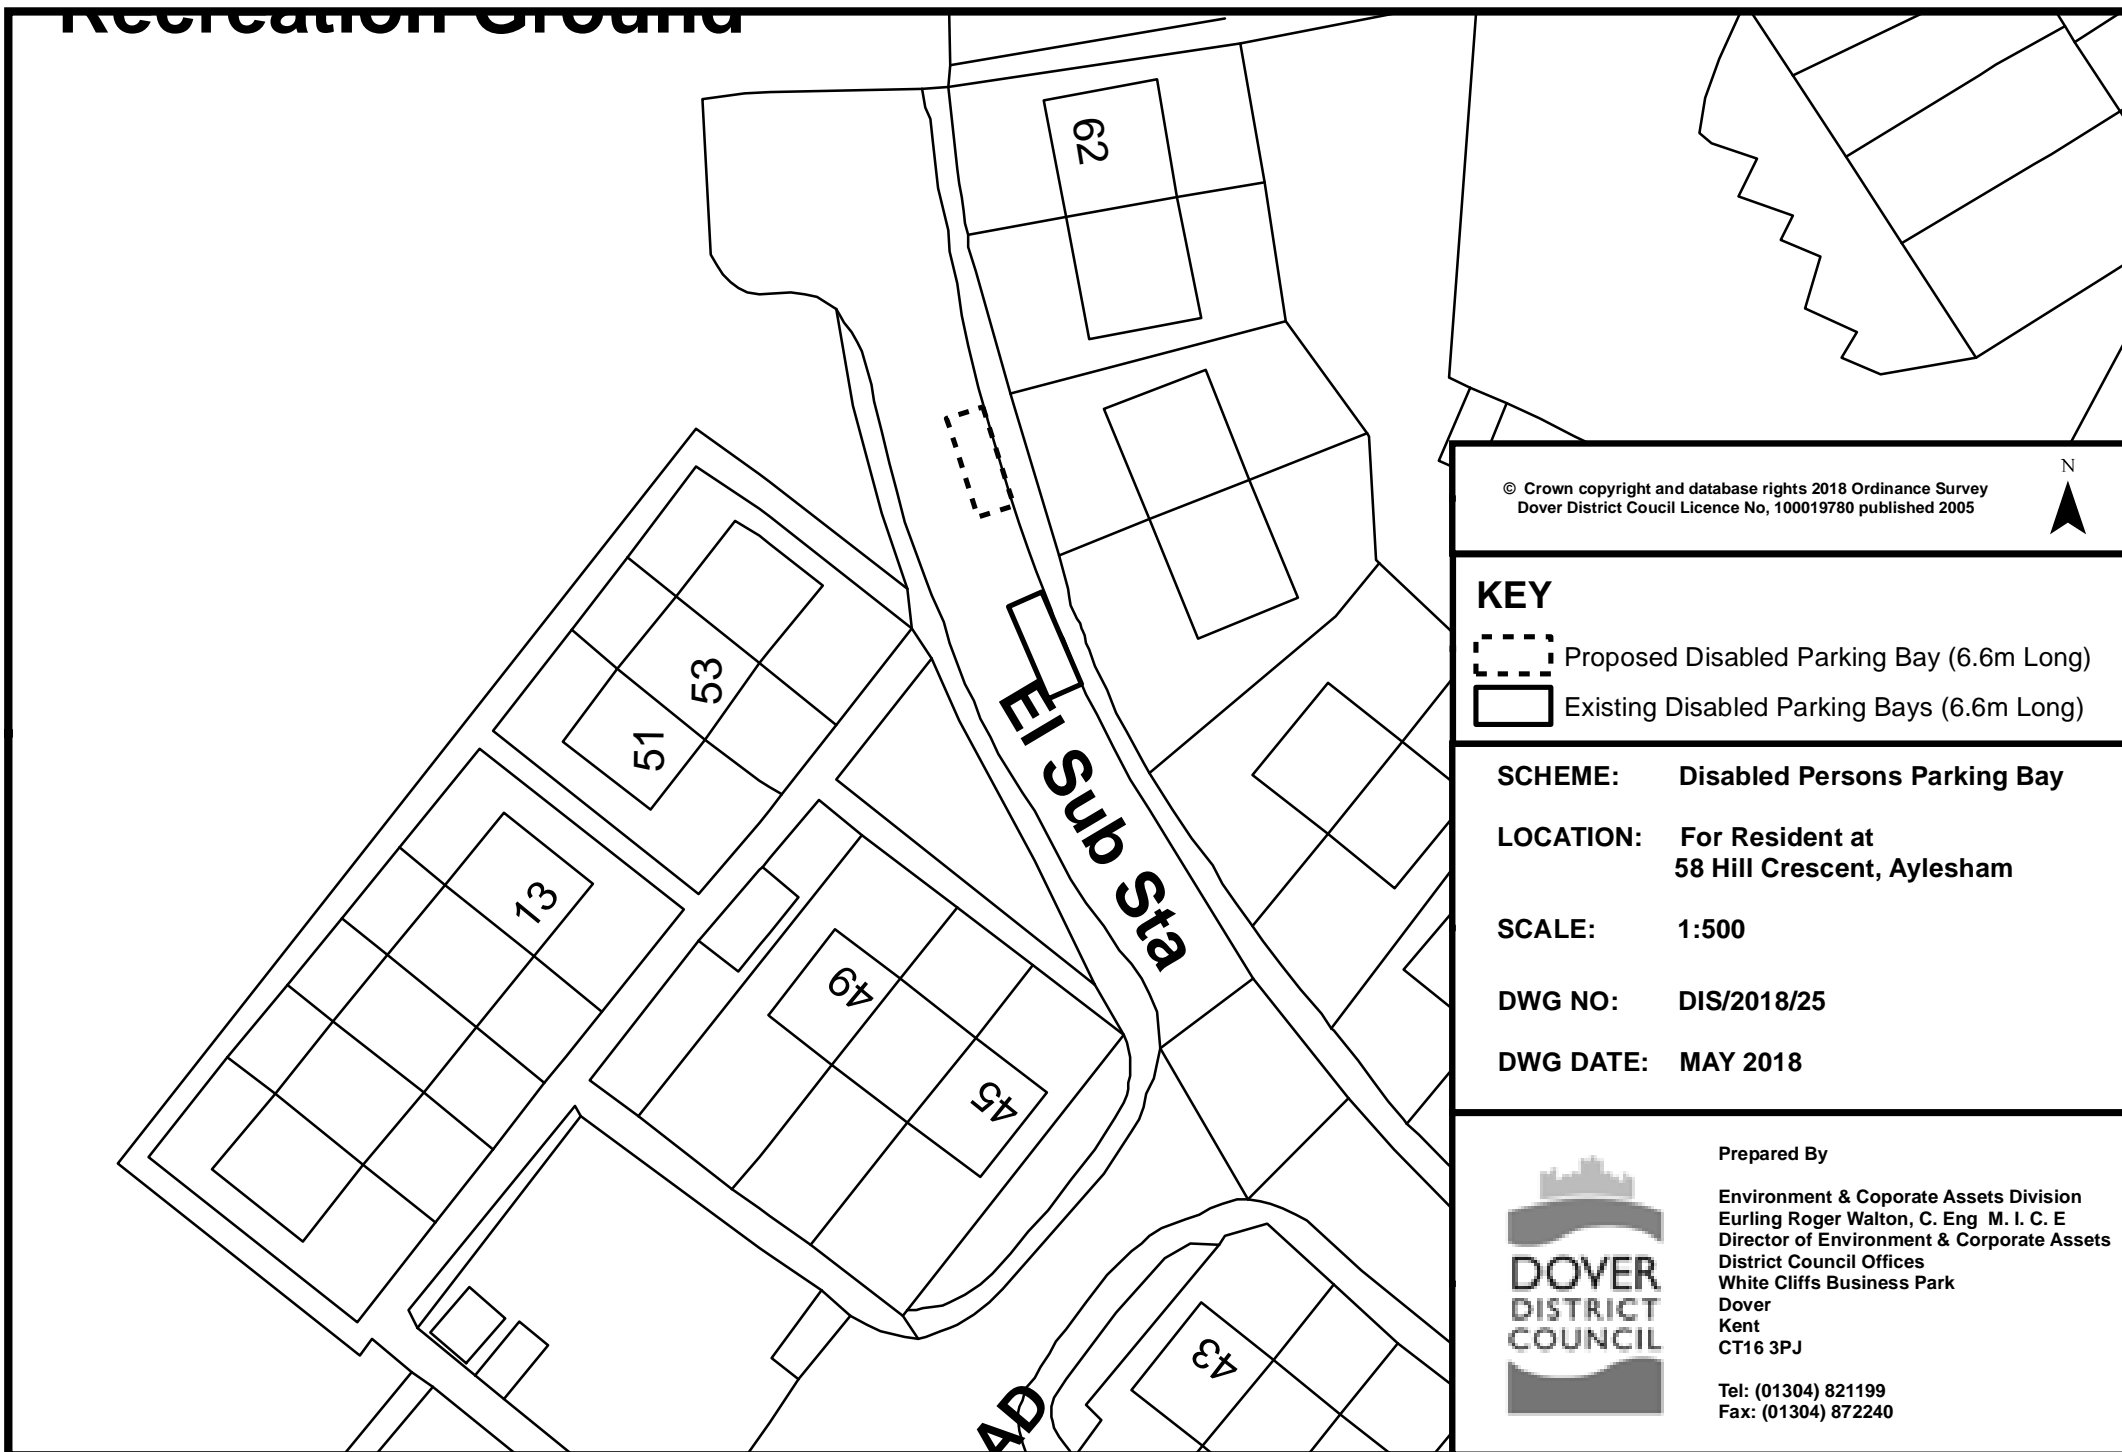 Recreation Ground
62
53
51
13
49
45
43
El Sub Sta
AD
© Crown copyright and database rights 2018 Ordinance Survey
Dover District Coucil Licence No, 100019780 published 2005
N
KEY
Proposed Disabled Parking Bay (6.6m Long)
Existing Disabled Parking Bays (6.6m Long)
SCHEME: Disabled Persons Parking Bay
LOCATION: For Resident at
58 Hill Crescent, Aylesham
SCALE: 1:500
DWG NO: DIS/2018/25
DWG DATE: MAY 2018
DOVER
DISTRICT
COUNCIL
Prepared By
Environment & Coporate Assets Division
Eurling Roger Walton, C. Eng M. I. C. E
Director of Environment & Corporate Assets
District Council Offices
White Cliffs Business Park
Dover
Kent
CT16 3PJ
Tel: (01304) 821199
Fax: (01304) 872240